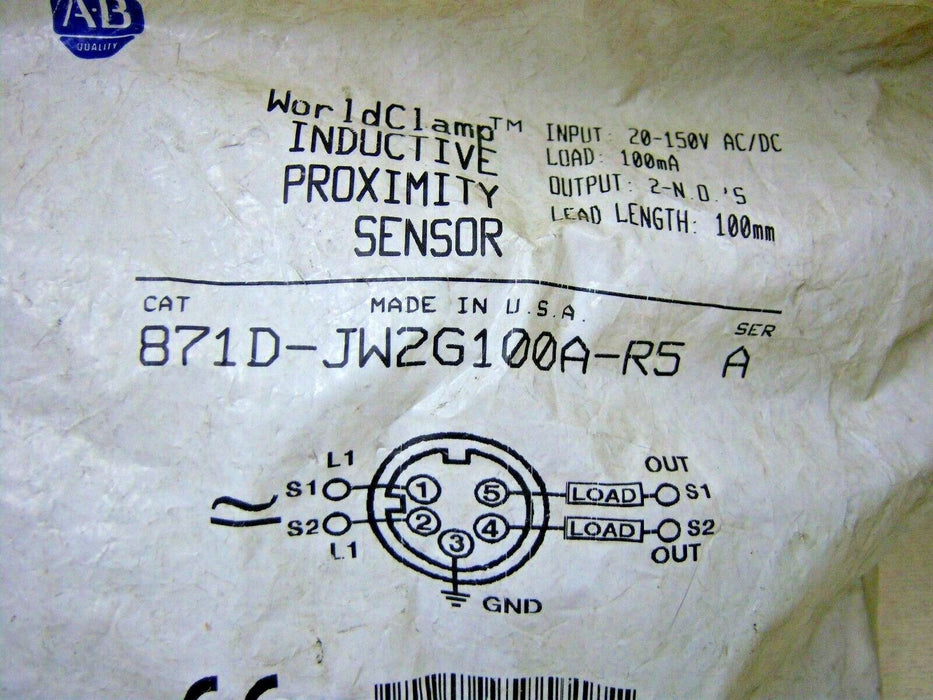 A-B
QUALITY
WorldClamp™
INDUCTIVE
PROXIMITY
SENSOR
INPUT: 20-150V AC/DC
LOAD: 100mA
OUTPUT: 2-N.O.'S
LEAD LENGTH: 100mm
CAT MADE IN U.S.A. SER
871D-JW2G100A-R5 A
L1 OUT
S1 1 5 LOAD S1
S2 2 4 LOAD S2
L1 3 OUT
GND
CE